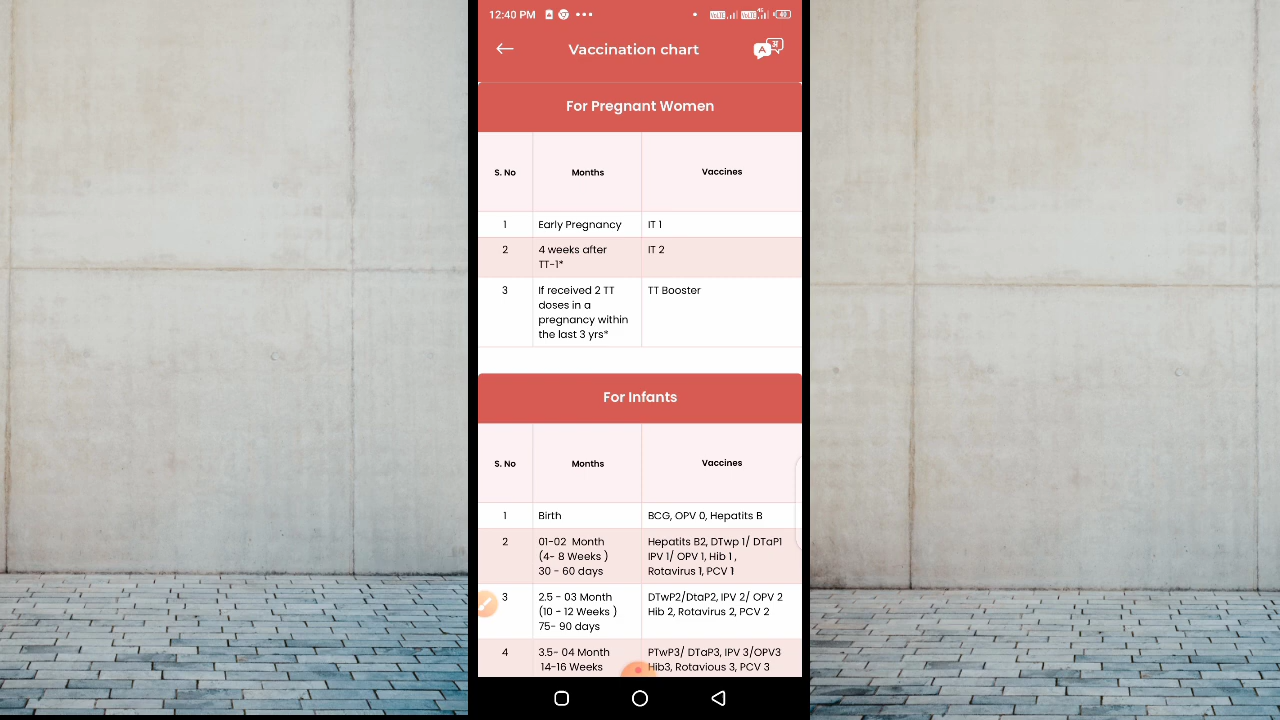 12:40 PM
Vaccination chart
For Pregnant Women
S. No Months Vaccines
1 Early Pregnancy IT 1
2 4 weeks after IT 2
TT-1*
3 If received 2 TT TT Booster
doses in a
pregnancy within
the last 3 yrs*
For Infants
S. No Months Vaccines
1 Birth BCG, OPV 0, Hepatits B
2 01-02 Month Hepatits B2, DTwp 1/ DTaP1
(4- 8 Weeks ) IPV 1/ OPV 1, Hib 1 ,
30 - 60 days Rotavirus 1, PCV 1
3 2.5 - 03 Month DTwP2/DtaP2, IPV 2/ OPV 2
(10 - 12 Weeks ) Hib 2, Rotavirus 2, PCV 2
75- 90 days
4 3.5- 04 Month PTwP3/ DTaP3, IPV 3/OPV3
14-16 Weeks Hib3, Rotavious 3, PCV 3